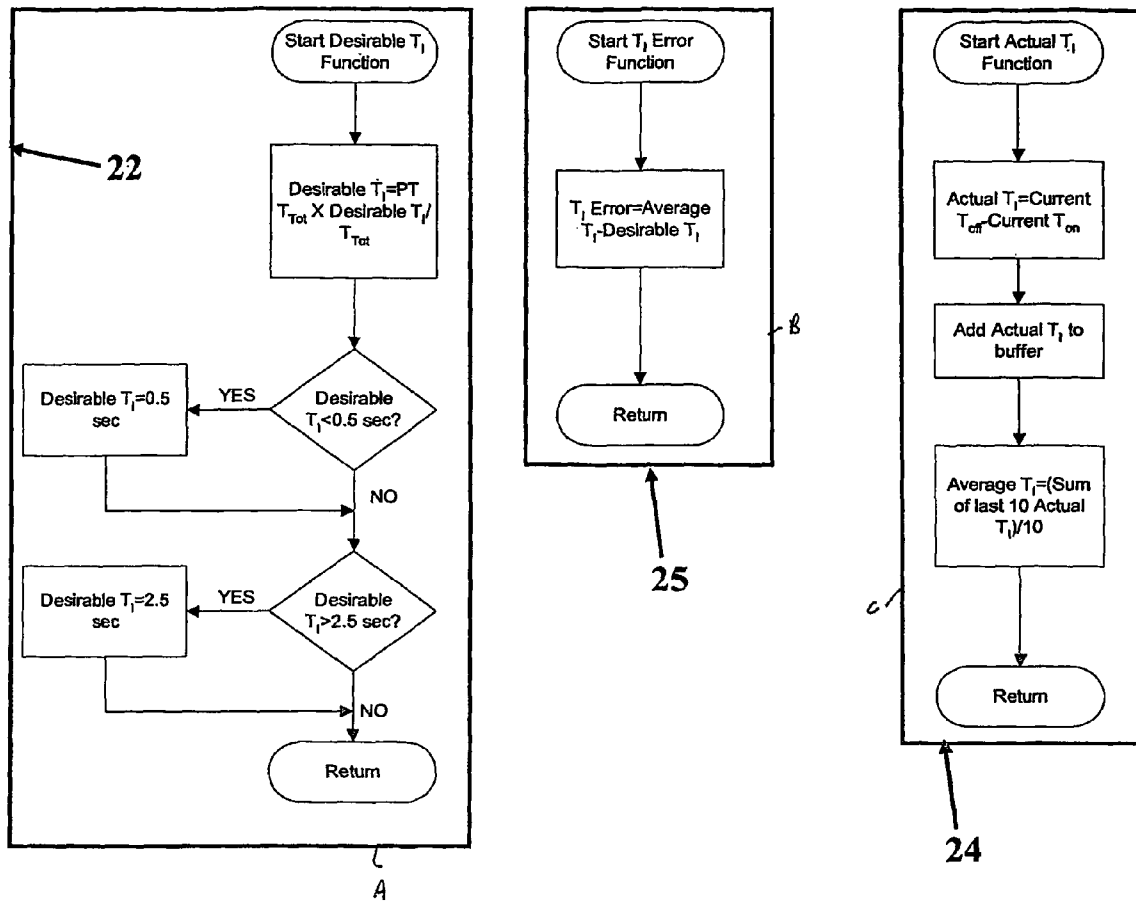 Start Desirable T_I
Function
22
Desirable T_I=PT
T_Tot X Desirable T_I/
T_Tot
Desirable
T_I<0.5 sec?
YES
Desirable T_I=0.5
sec
NO
Desirable
T_I>2.5 sec?
YES
Desirable T_I=2.5
sec
NO
Return
A
Start T_I Error
Function
T_I Error=Average
T_I-Desirable T_I
Return
B
25
Start Actual T_I
Function
Actual T_I=Current
T_off-Current T_on
Add Actual T_I to
buffer
Average T_I=(Sum
of last 10 Actual
T_I)/10
Return
C
24